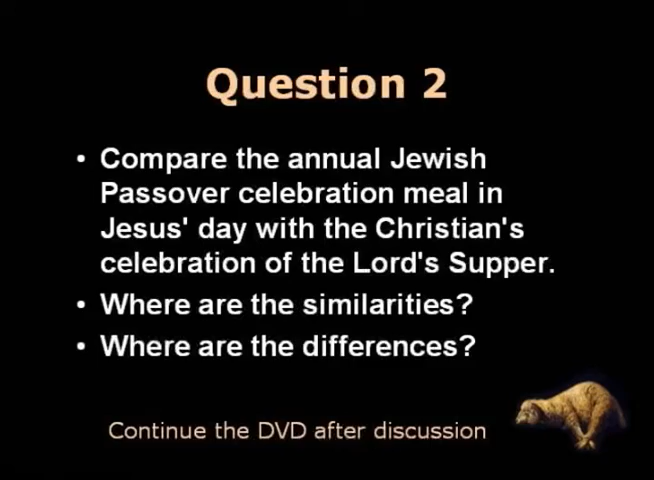 Question 2
• Compare the annual Jewish
Passover celebration meal in
Jesus' day with the Christian's
celebration of the Lord's Supper.
• Where are the similarities?
• Where are the differences?
Continue the DVD after discussion